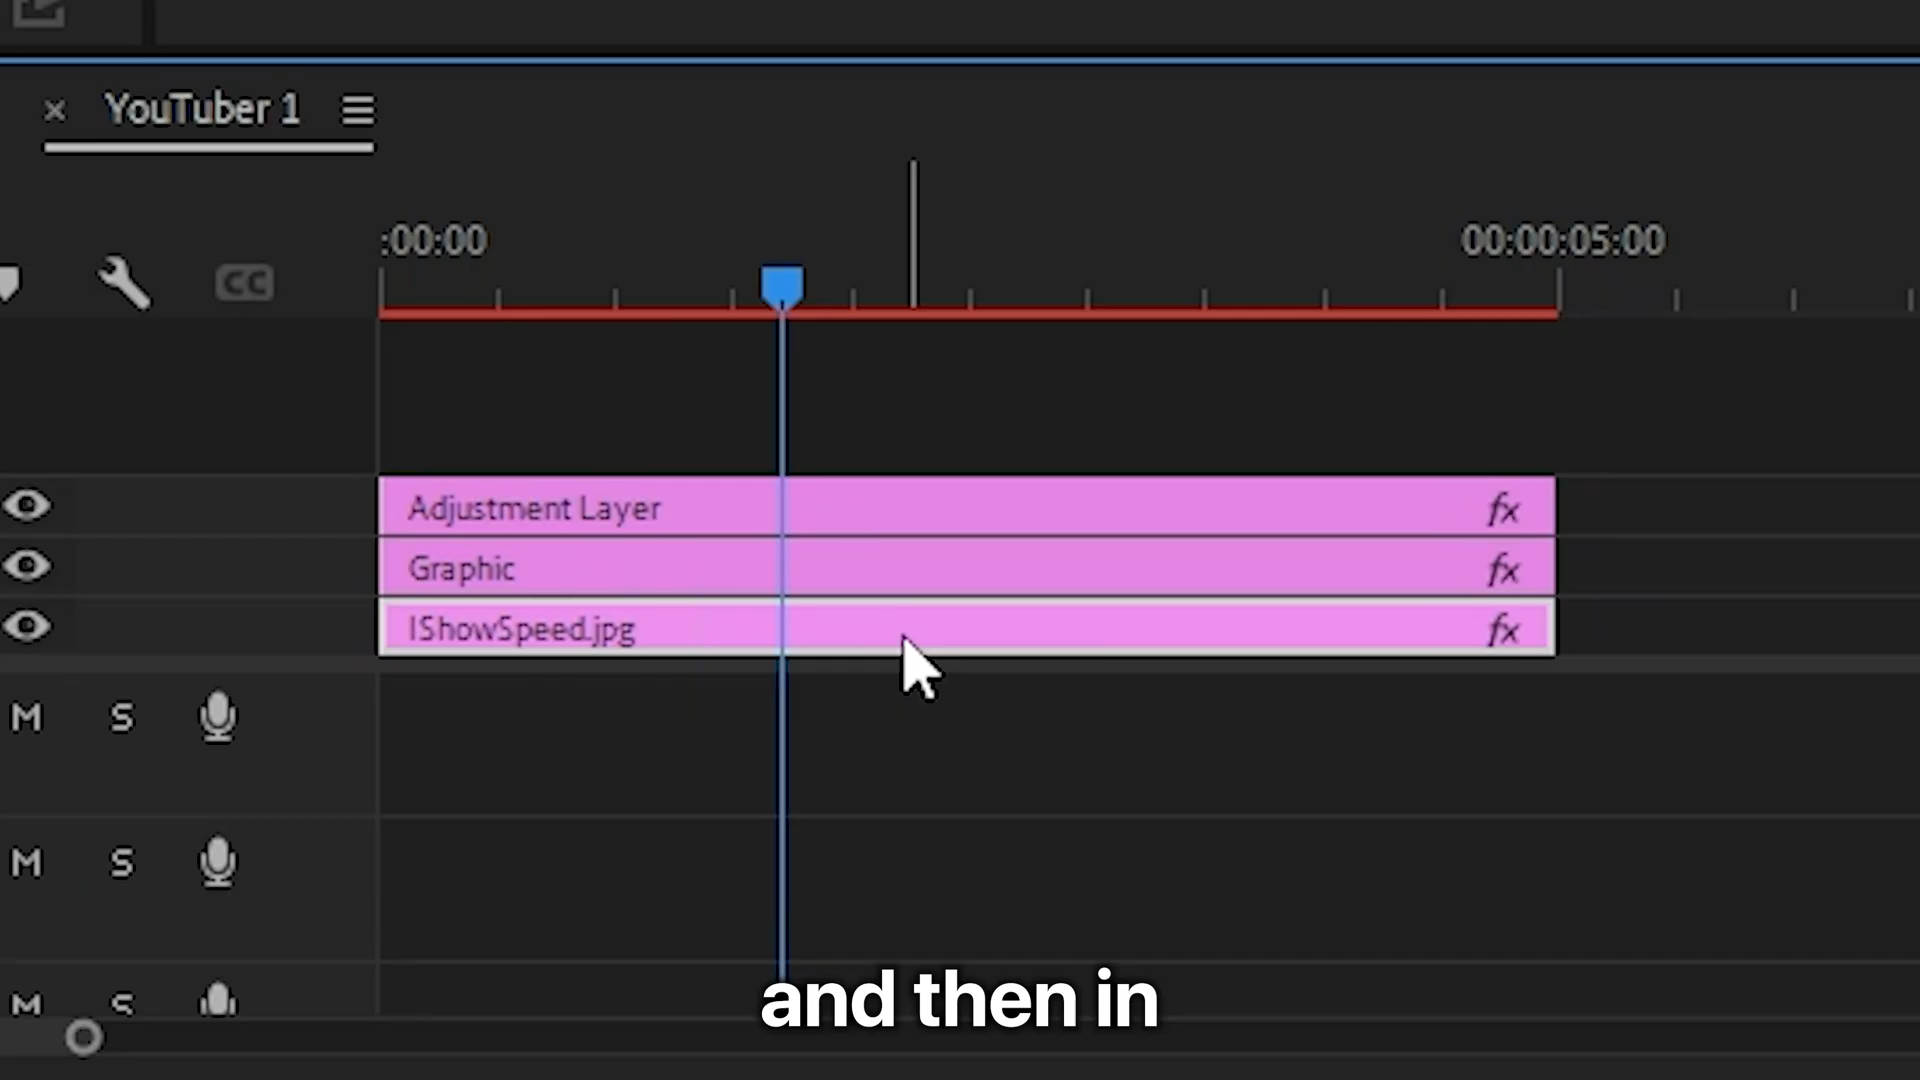 × YouTuber 1
:00:00 00:00:05:00
CC
Adjustment Layer fx
Graphic fx
IShowSpeed.jpg fx
M S
M S
M S
and then in